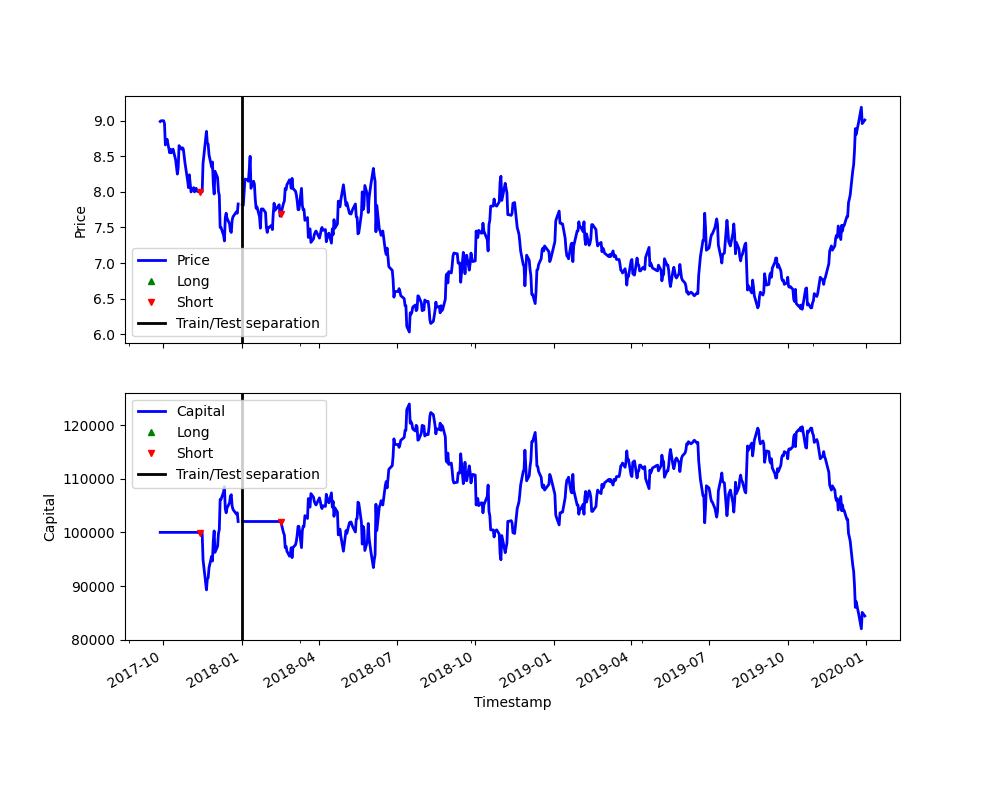 9.0
8.5
8.0
7.5
7.0
6.5
6.0
Price
Price
Long
Short
Train/Test separation
120000
110000
100000
90000
80000
Capital
Capital
Long
Short
Train/Test separation
2017-10
2018-01
2018-04
2018-07
2018-10
2019-01
2019-04
2019-07
2019-10
2020-01
Timestamp